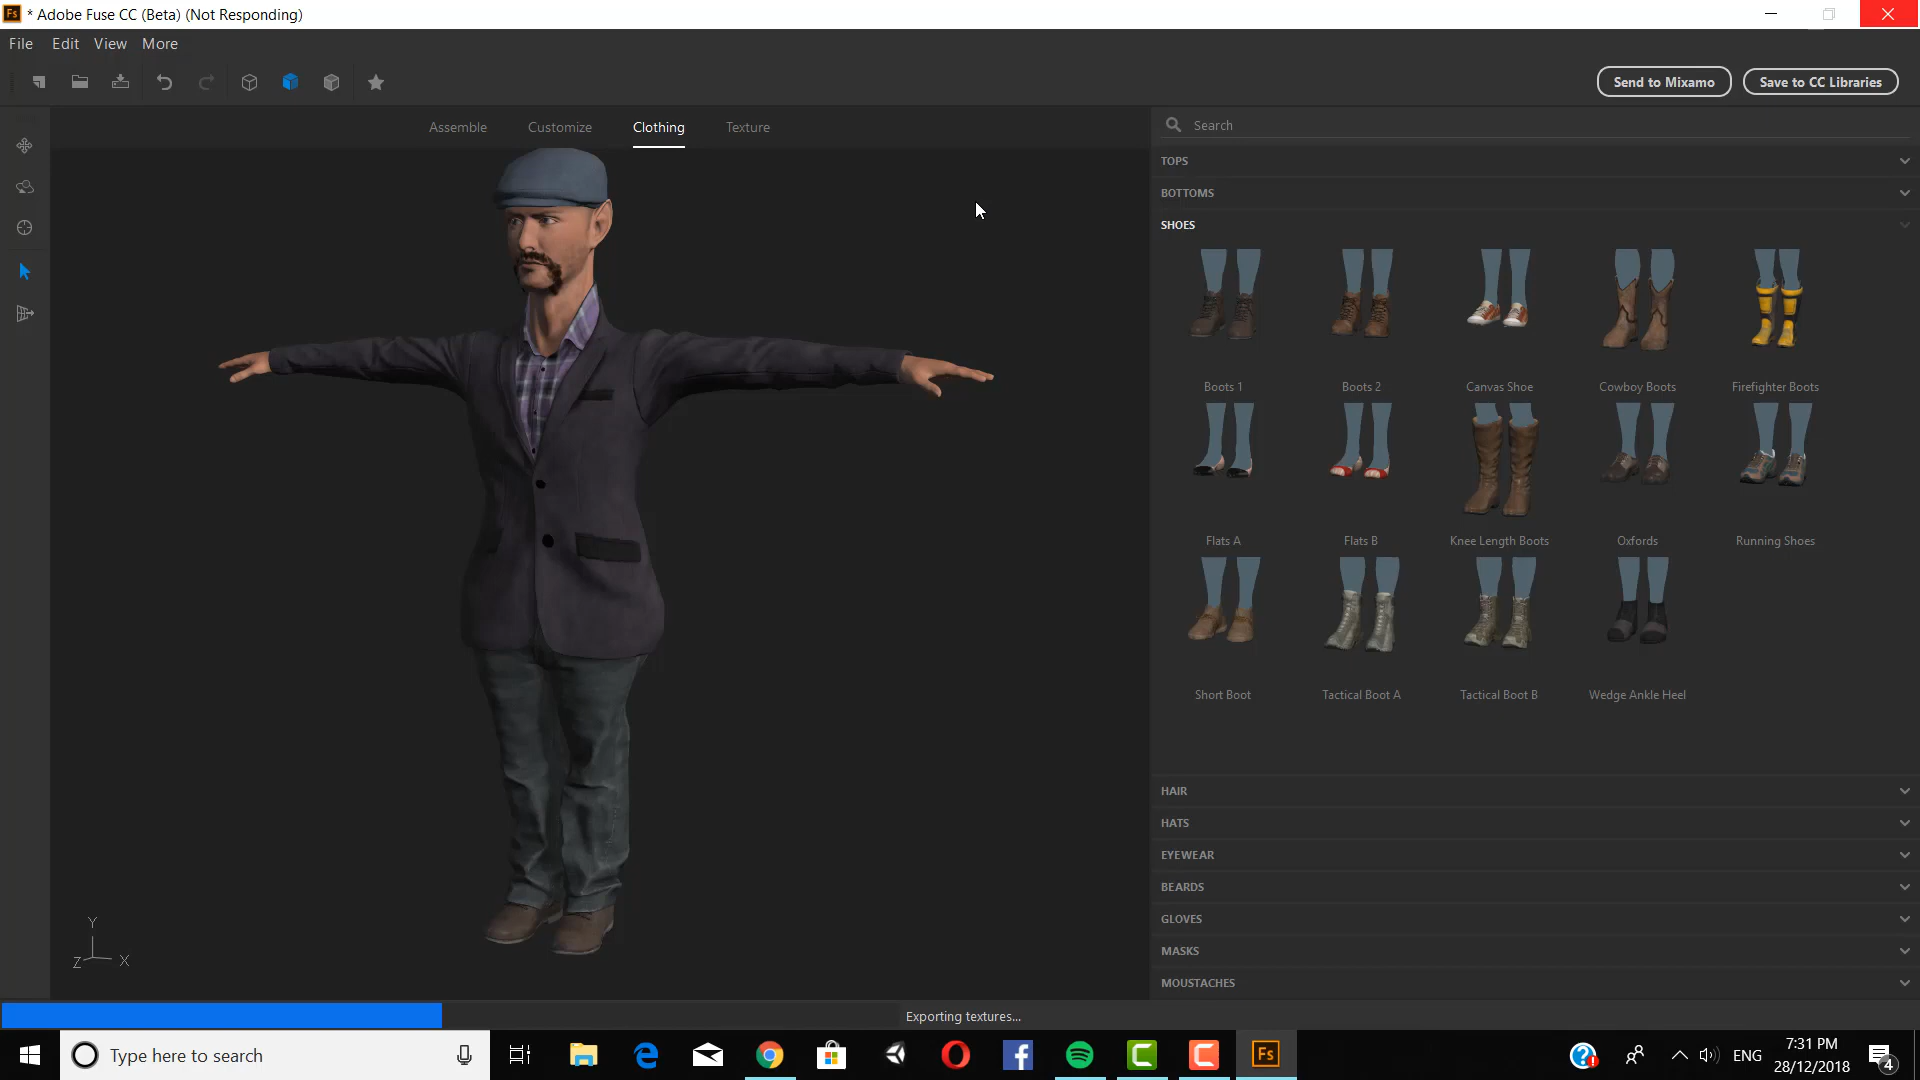 Fs * Adobe Fuse CC (Beta) (Not Responding)
File Edit View More
Send to Mixamo Save to CC Libraries
Assemble Customize Clothing Texture
Search
TOPS
BOTTOMS
SHOES
Boots 1 Boots 2 Canvas Shoe Cowboy Boots Firefighter Boots
Flats A Flats B Knee Length Boots Oxfords Running Shoes
Short Boot Tactical Boot A Tactical Boot B Wedge Ankle Heel
HAIR
HATS
EYEWEAR
BEARDS
GLOVES
MASKS
MOUSTACHES
Y
Z X
Exporting textures...
Type here to search
Fs
ENG
7:31 PM
28/12/2018
4